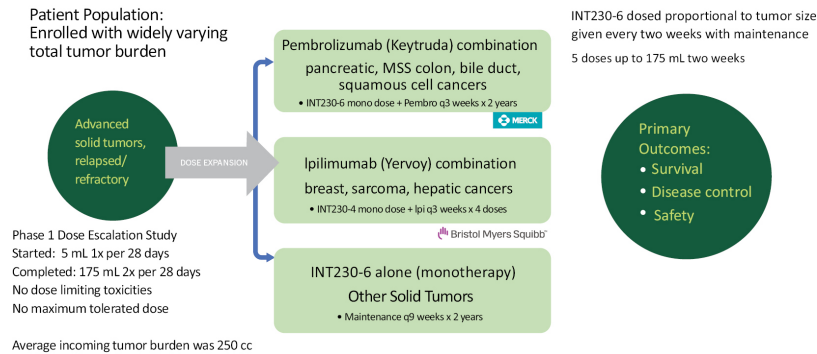 Patient Population:
Enrolled with widely varying
total tumor burden
Advanced
solid tumors,
relapsed/
refractory
DOSE EXPANSION
Phase 1 Dose Escalation Study
Started: 5 mL 1x per 28 days
Completed: 175 mL 2x per 28 days
No dose limiting toxicities
No maximum tolerated dose
Average incoming tumor burden was 250 cc
Pembrolizumab (Keytruda) combination
pancreatic, MSS colon, bile duct,
squamous cell cancers
• INT230-6 mono dose + Pembro q3 weeks x 2 years
MERCK
Ipilimumab (Yervoy) combination
breast, sarcoma, hepatic cancers
• INT230-4 mono dose + Ipi q3 weeks x 4 doses
Bristol Myers Squibb™
INT230-6 alone (monotherapy)
Other Solid Tumors
• Maintenance q9 weeks x 2 years
INT230-6 dosed proportional to tumor size
given every two weeks with maintenance
5 doses up to 175 mL two weeks
Primary
Outcomes:
• Survival
• Disease control
• Safety